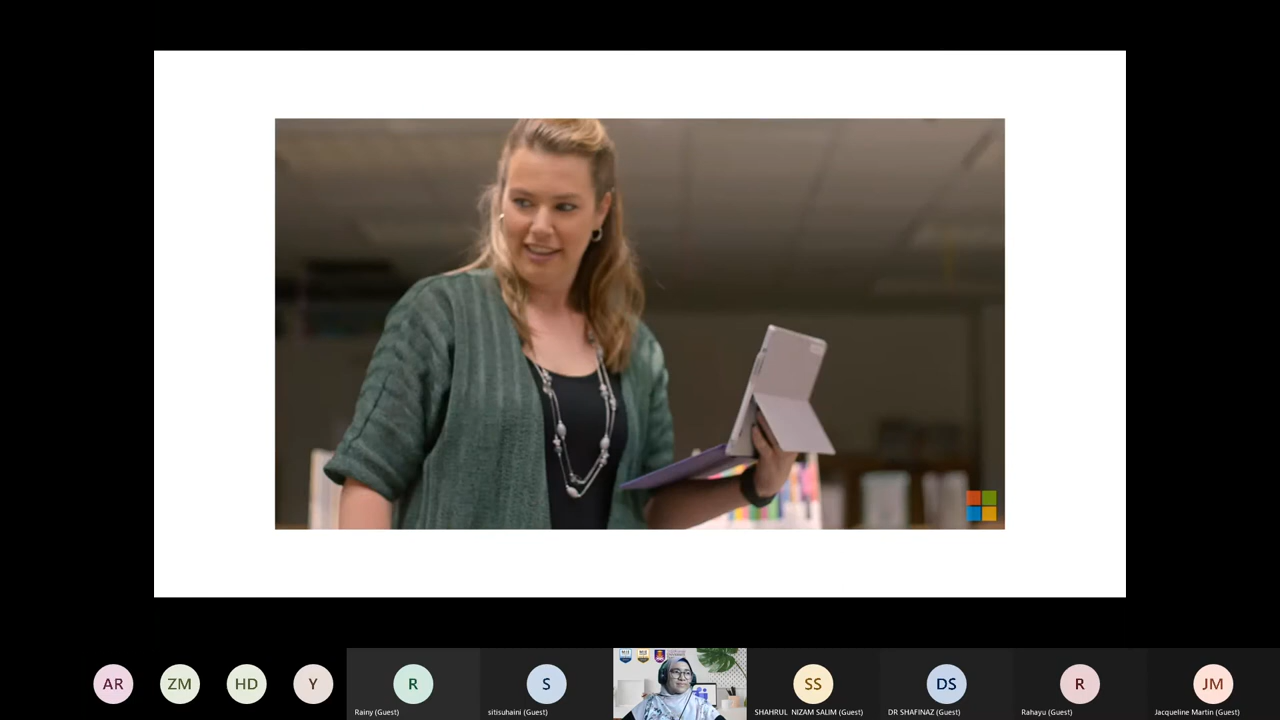 AR
ZM
HD
Y
R
S
SS
DS
R
JM
Rainy (Guest)
sitisuhaini (Guest)
SHAHRUL NIZAM SALIM (Guest)
DR SHAFINAZ (Guest)
Rahayu (Guest)
Jacqueline Martin (Guest)